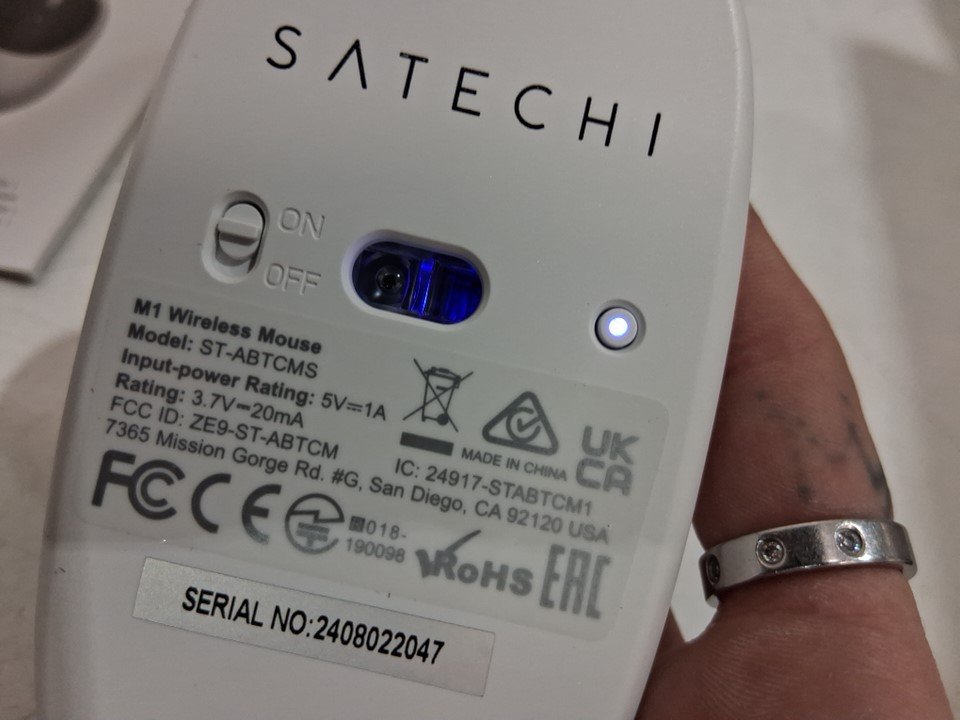 SATECHI
ON
OFF
M1 Wireless Mouse
Model: ST-ABTCMS
Input-power Rating: 5V⎓1A
Rating: 3.7V⎓20mA
FCC ID: ZE9-ST-ABTCM
MADE IN CHINA
IC: 24917-STABTCM1
7365 Mission Gorge Rd. #G, San Diego, CA 92120 USA
UK
CA
FCC CE
018-
190098
RoHS
EAC
SERIAL NO:2408022047